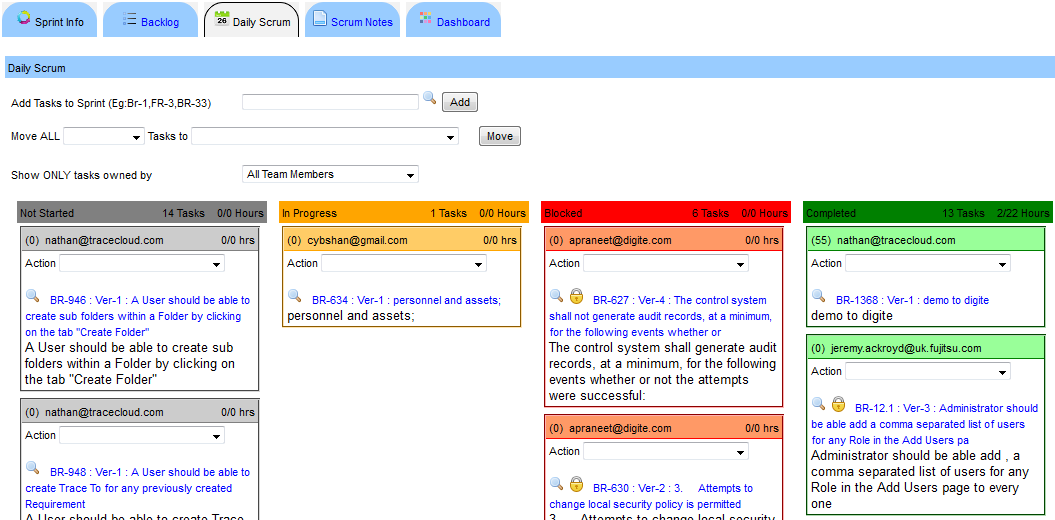 Sprint Info
Backlog
26
Daily Scrum
Scrum Notes
Dashboard
Daily Scrum
Add Tasks to Sprint (Eg:Br-1,FR-3,BR-33)
Add
Move ALL
Tasks to
Move
Show ONLY tasks owned by
All Team Members
Not Started 14 Tasks 0/0 Hours
(0) nathan@tracecloud.com 0/0 hrs
Action
BR-946 : Ver-1 : A User should be able to
create sub folders within a Folder by clicking
on the tab "Create Folder"
A User should be able to create sub
folders within a Folder by clicking on
the tab "Create Folder"
(0) nathan@tracecloud.com 0/0 hrs
Action
BR-948 : Ver-1 : A User should be able to
create Trace To for any previously created
Requirement
A User should be able to create Trace
In Progress 1 Tasks 0/0 Hours
(0) cybshan@gmail.com 0/0 hrs
Action
BR-634 : Ver-1 : personnel and assets;
personnel and assets;
Blocked 6 Tasks 0/0 Hours
(0) apraneet@digite.com 0/0 hrs
Action
BR-627 : Ver-4 : The control system
shall not generate audit records, at a minimum,
for the following events whether or
The control system shall generate audit
records, at a minimum, for the following
events whether or not the attempts
were successful:
(0) apraneet@digite.com 0/0 hrs
Action
BR-630 : Ver-2 : 3. Attempts to
change local security policy is permitted
3. Attempts to change local security
Completed 13 Tasks 2/22 Hours
(55) nathan@tracecloud.com
Action
BR-1368 : Ver-1 : demo to digite
demo to digite
(0) jeremy.ackroyd@uk.fujitsu.com
Action
BR-12.1 : Ver-3 : Administrator should
be able add a comma separated list of users
for any Role in the Add Users pa
Administrator should be able add , a
comma separated list of users for any
Role in the Add Users page to every
one